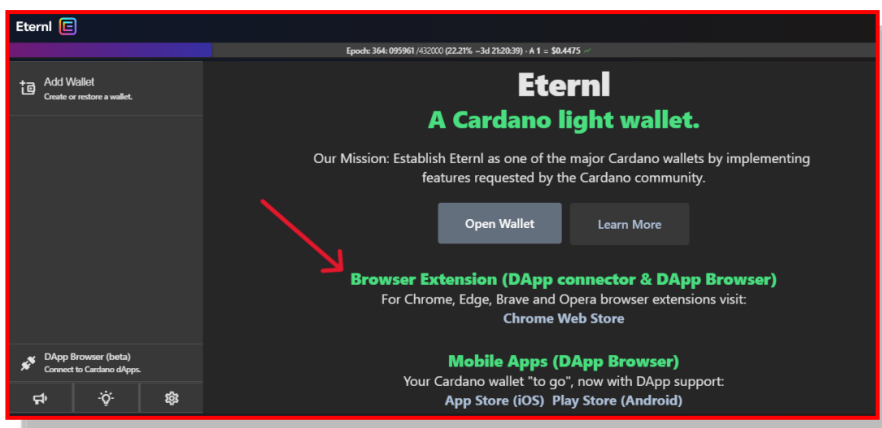 Eternl
Epoch: 364: 095961 /432000 (22.21% ~3d 21:20:39) · ₳ 1 = $0.4475
Add Wallet
Create or restore a wallet.
Eternl
A Cardano light wallet.
Our Mission: Establish Eternl as one of the major Cardano wallets by implementing
features requested by the Cardano community.
Open Wallet
Learn More
Browser Extension (DApp connector & DApp Browser)
For Chrome, Edge, Brave and Opera browser extensions visit:
Chrome Web Store
Mobile Apps (DApp Browser)
Your Cardano wallet "to go", now with DApp support:
App Store (iOS) Play Store (Android)
DApp Browser (beta)
Connect to Cardano dApps.